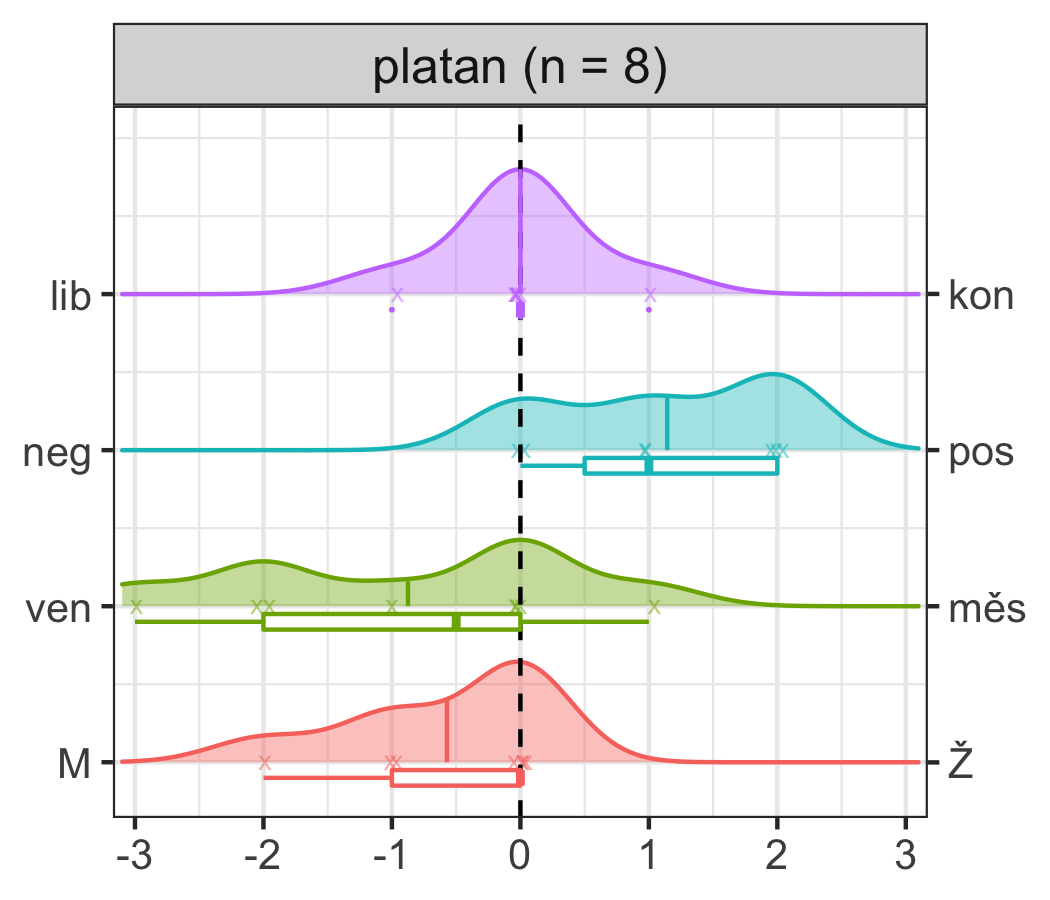 platan (n = 8)
lib kon
neg pos
ven měs
M Ž
-3 -2 -1 0 1 2 3